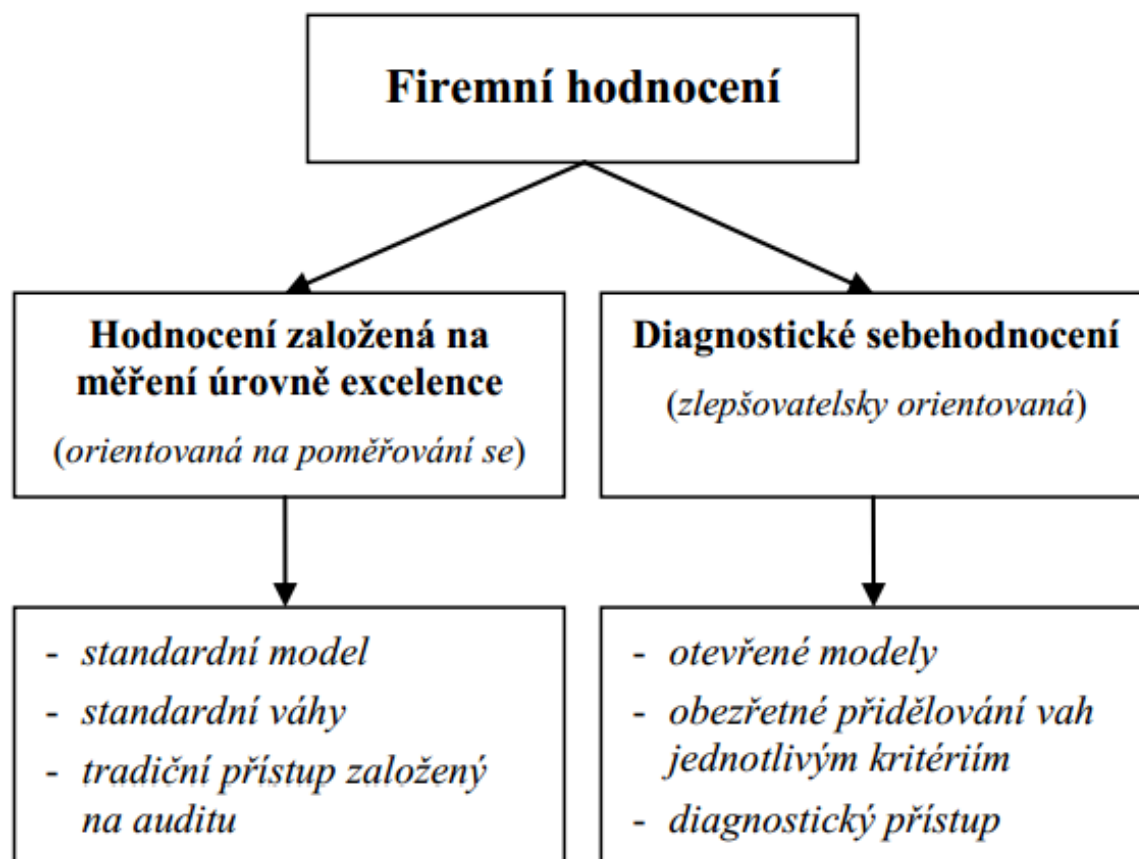 Firemní hodnocení
Hodnocení založená na
měření úrovně excelence
(orientovaná na poměřování se)
Diagnostické sebehodnocení
(zlepšovatelsky orientovaná)
- standardní model
- standardní váhy
- tradiční přístup založený
na auditu
- otevřené modely
- obezřetné přidělování vah
jednotlivým kritériím
- diagnostický přístup